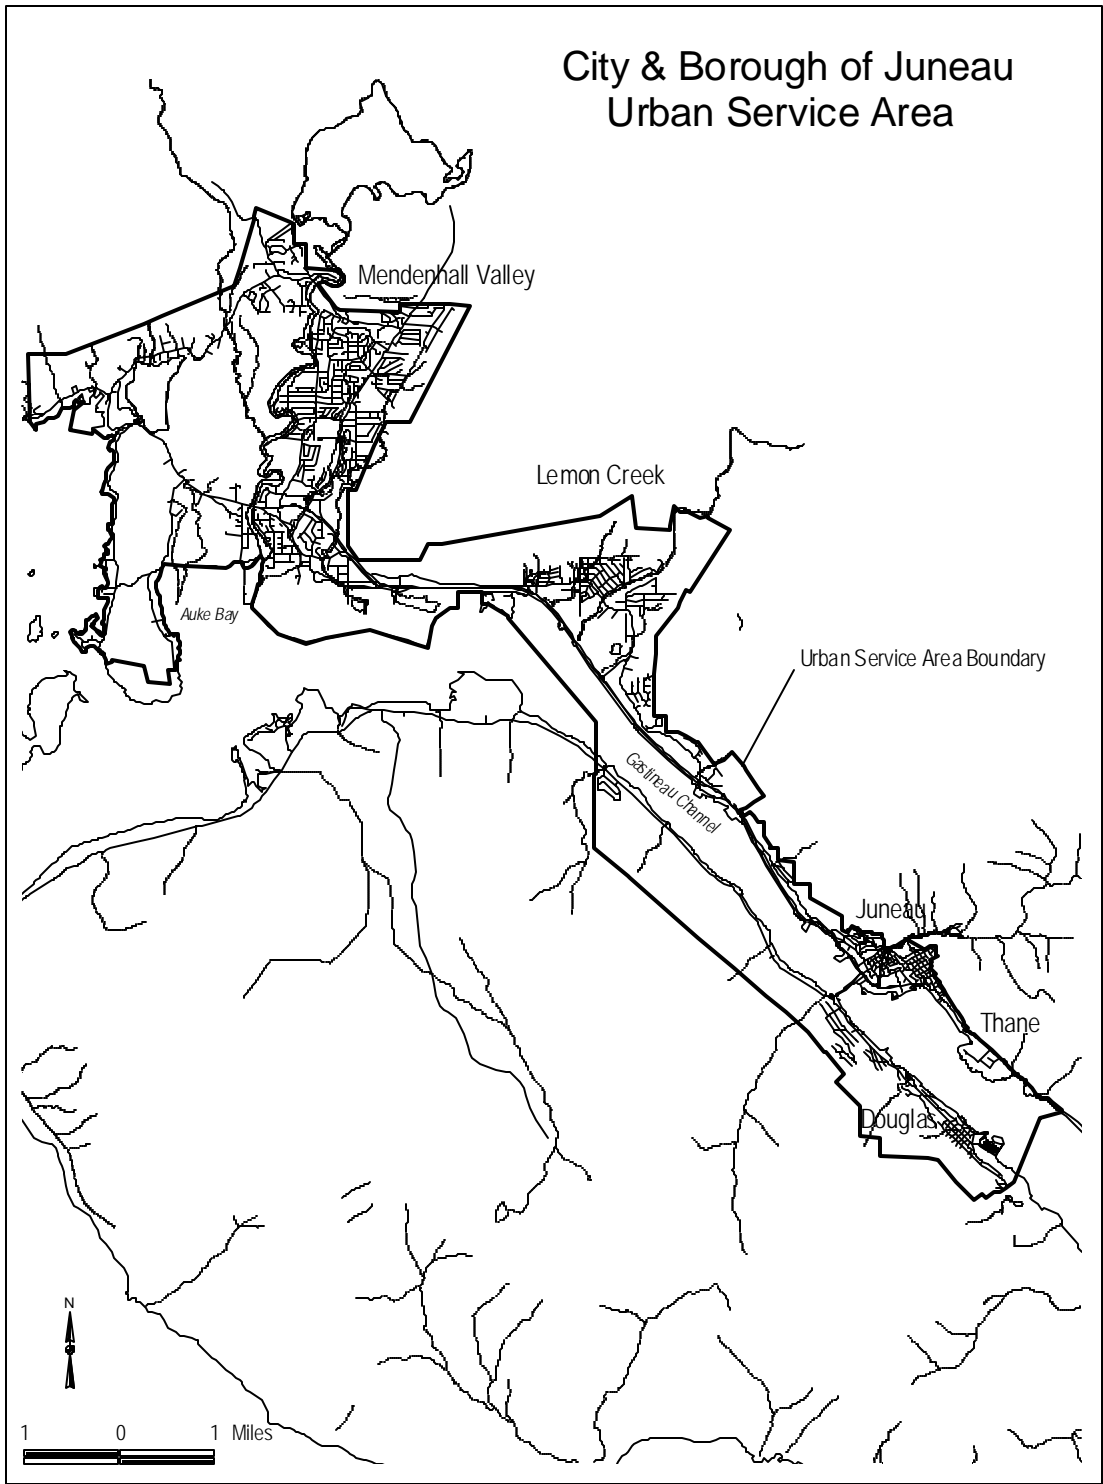 City & Borough of Juneau
Urban Service Area
Mendenhall Valley
Lemon Creek
Auke Bay
Urban Service Area Boundary
Gastineau Channel
Juneau
Thane
Douglas
N
1 0 1 Miles